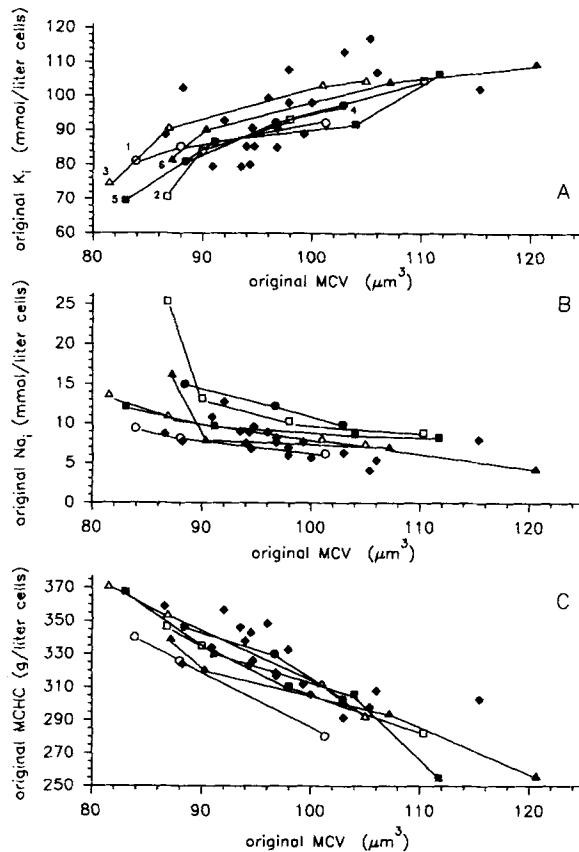 original K_i (mmol/liter cells)
120
110
100
90
80
70
60
1
3
6
5
2
4
A
80 90 100 110 120
original MCV (μm³)
original Na_i (mmol/liter cells)
25
20
15
10
5
0
B
80 90 100 110 120
original MCV (μm³)
original MCHC (g/liter cells)
370
350
330
310
290
270
250
C
80 90 100 110 120
original MCV (μm³)